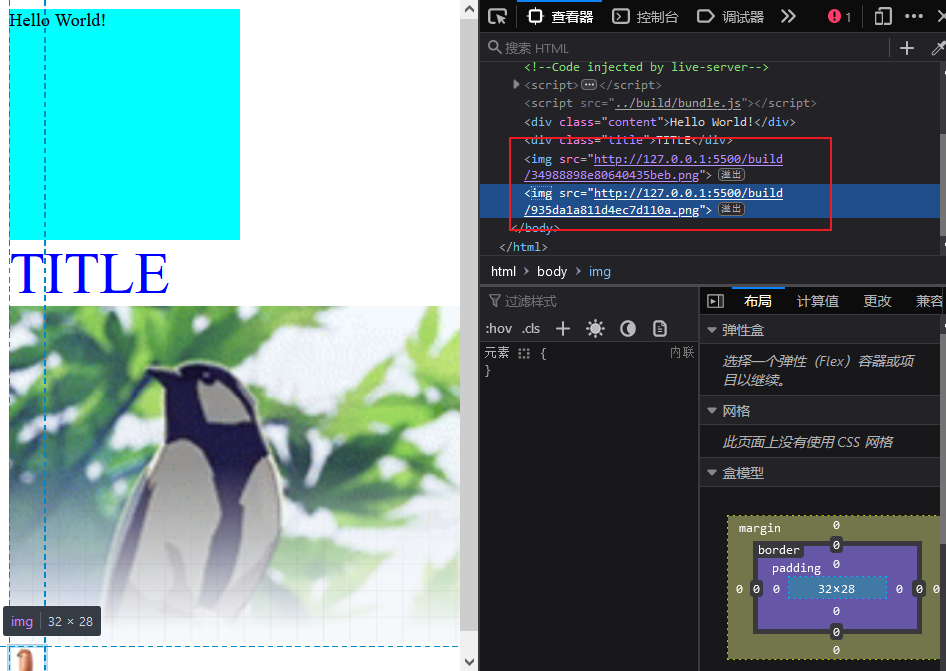 Hello World!
TITLE
img 32 × 28
查看器 控制台 调试器 1
搜索 HTML
<!--Code injected by live-server-->
<script></script>
<script src="../build/bundle.js"></script>
<div class="content">Hello World!</div>
<div class="title">TITLE</div>
<img src="http://127.0.0.1:5500/build
/34988898e80640435beb.png"> 溢出
<img src="http://127.0.0.1:5500/build
/935da1a811d4ec7d110a.png"> 溢出
</body>
</html>
html > body > img
过滤样式
:hov .cls
元素 { 内联
}
布局 计算值 更改 兼容
弹性盒
选择一个弹性（Flex）容器或项
目以继续。
网格
此页面上没有使用 CSS 网格
盒模型
margin 0
border 0
padding 0
0 0 0 32×28 0 0 0
0
0
0